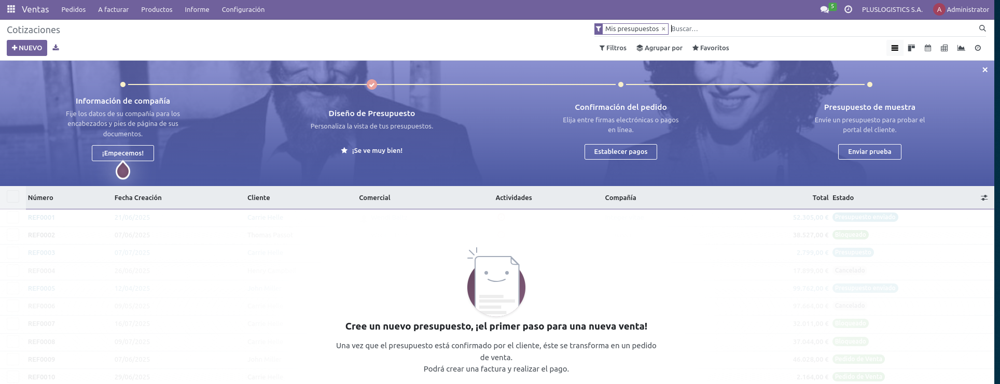 Ventas Pedidos A facturar Productos Informe Configuración 5 PLUSLOGISTICS S.A. A Administrator
Cotizaciones
Mis presupuestos × Buscar...
NUEVO
Filtros Agrupar por Favoritos
Información de compañía
Fije los datos de su compañía para los
encabezados y pies de página de sus
documentos.
¡Empecemos!
Diseño de Presupuesto
Personaliza la vista de tus presupuestos.
¡Se ve muy bien!
Confirmación del pedido
Elija entre firmas electrónicas o pagos
en línea.
Establecer pagos
Presupuesto de muestra
Envíe un presupuesto para probar el
portal del cliente.
Enviar prueba
Número Fecha Creación Cliente Comercial Actividades Compañía Total Estado
REF0001 21/06/2025 Carrie Helle 52.305,00 € Presupuesto enviado
REF0002 07/06/2025 Thomas Passot 38.527,00 € Bloqueado
REF0003 07/07/2025 Carrie Helle 2.799,00 € Presupuesto
REF0004 26/06/2025 Henry 17.899,00 € Cancelado
REF0005 12/04/2025 John 99.762,00 € Presupuesto enviado
REF0006 09/05/2025 Carrie Helle 97.664,00 € Cancelado
REF0007 16/07/2025 Carrie Helle 32.011,00 € Bloqueado
REF0008 09/07/2025 Carrie Helle 37.044,00 € Bloqueado
REF0009 07/06/2025 John 46.028,00 € Pedido de Venta
REF0010 29/06/2025 Carrie Helle 2.164,00 € Pedido de Venta
Cree un nuevo presupuesto, ¡el primer paso para una nueva venta!
Una vez que el presupuesto está confirmado por el cliente, éste se transforma en un pedido
de venta.
Podrá crear una factura y realizar el pago.